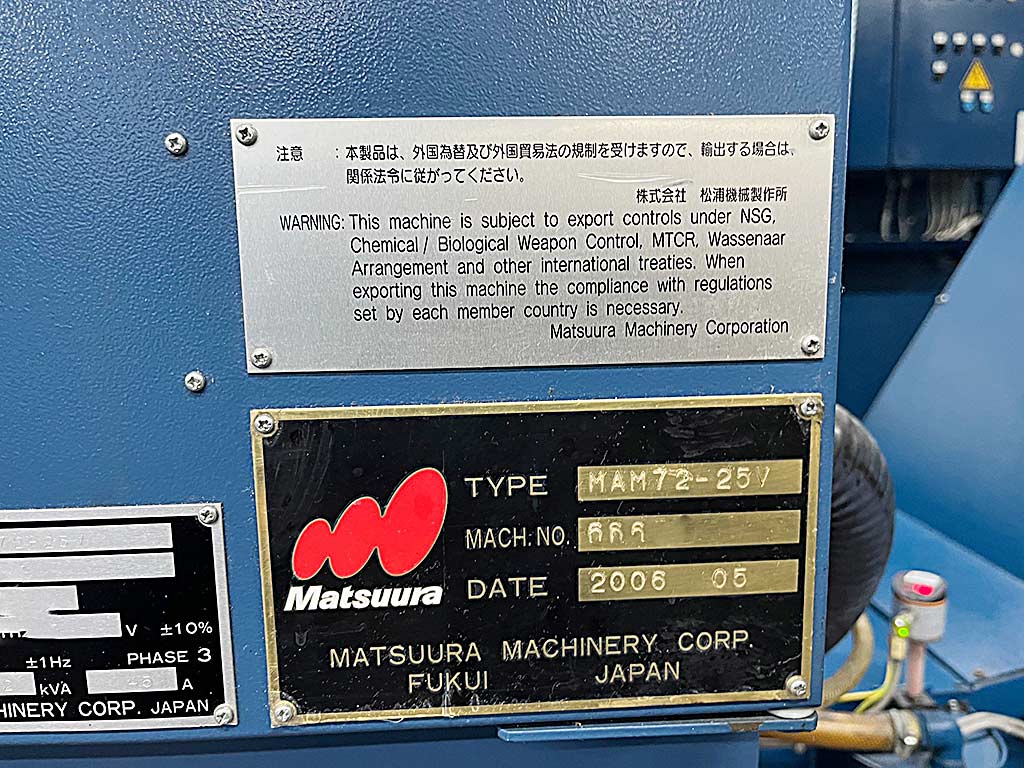 注意 : 本製品は、外国為替及び外国貿易法の規制を受けますので、輸出する場合は、
関係法令に従がってください。
株式会社 松浦機械製作所
WARNING: This machine is subject to export controls under NSG,
Chemical / Biological Weapon Control, MTCR, Wassenaar
Arrangement and other international treaties. When
exporting this machine the compliance with regulations
set by each member country is necessary.
Matsuura Machinery Corporation
Matsuura
TYPE MAM72-25V
MACH. NO.
DATE 2006 05
MATSUURA MACHINERY CORP.
FUKUI JAPAN
V ±10%
±1Hz PHASE 3
kVA A
CORP. JAPAN